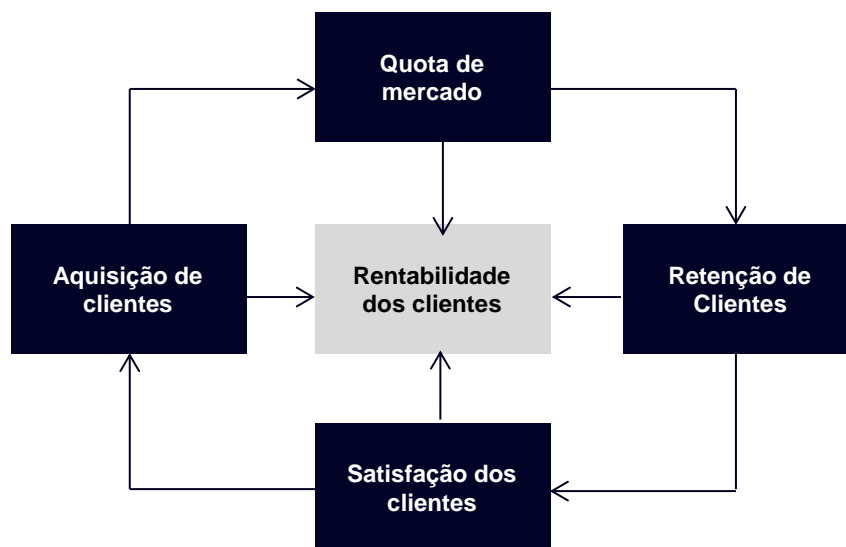 Quota de
mercado
Aquisição de
clientes
Rentabilidade
dos clientes
Retenção de
Clientes
Satisfação dos
clientes